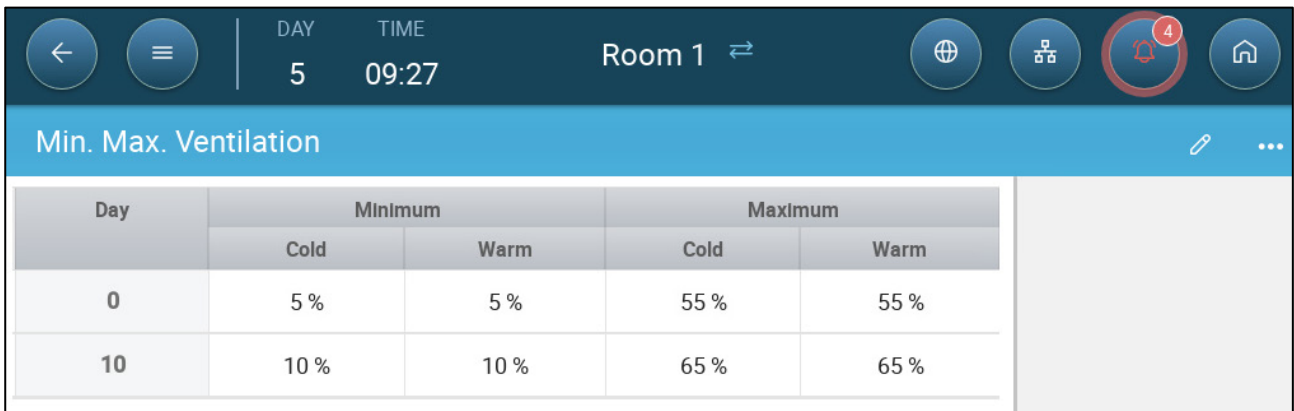 DAY TIME
5 09:27
Room 1
4
Min. Max. Ventilation
Day Minimum Maximum
Cold Warm Cold Warm
0 5 % 5 % 55 % 55 %
10 10 % 10 % 65 % 65 %